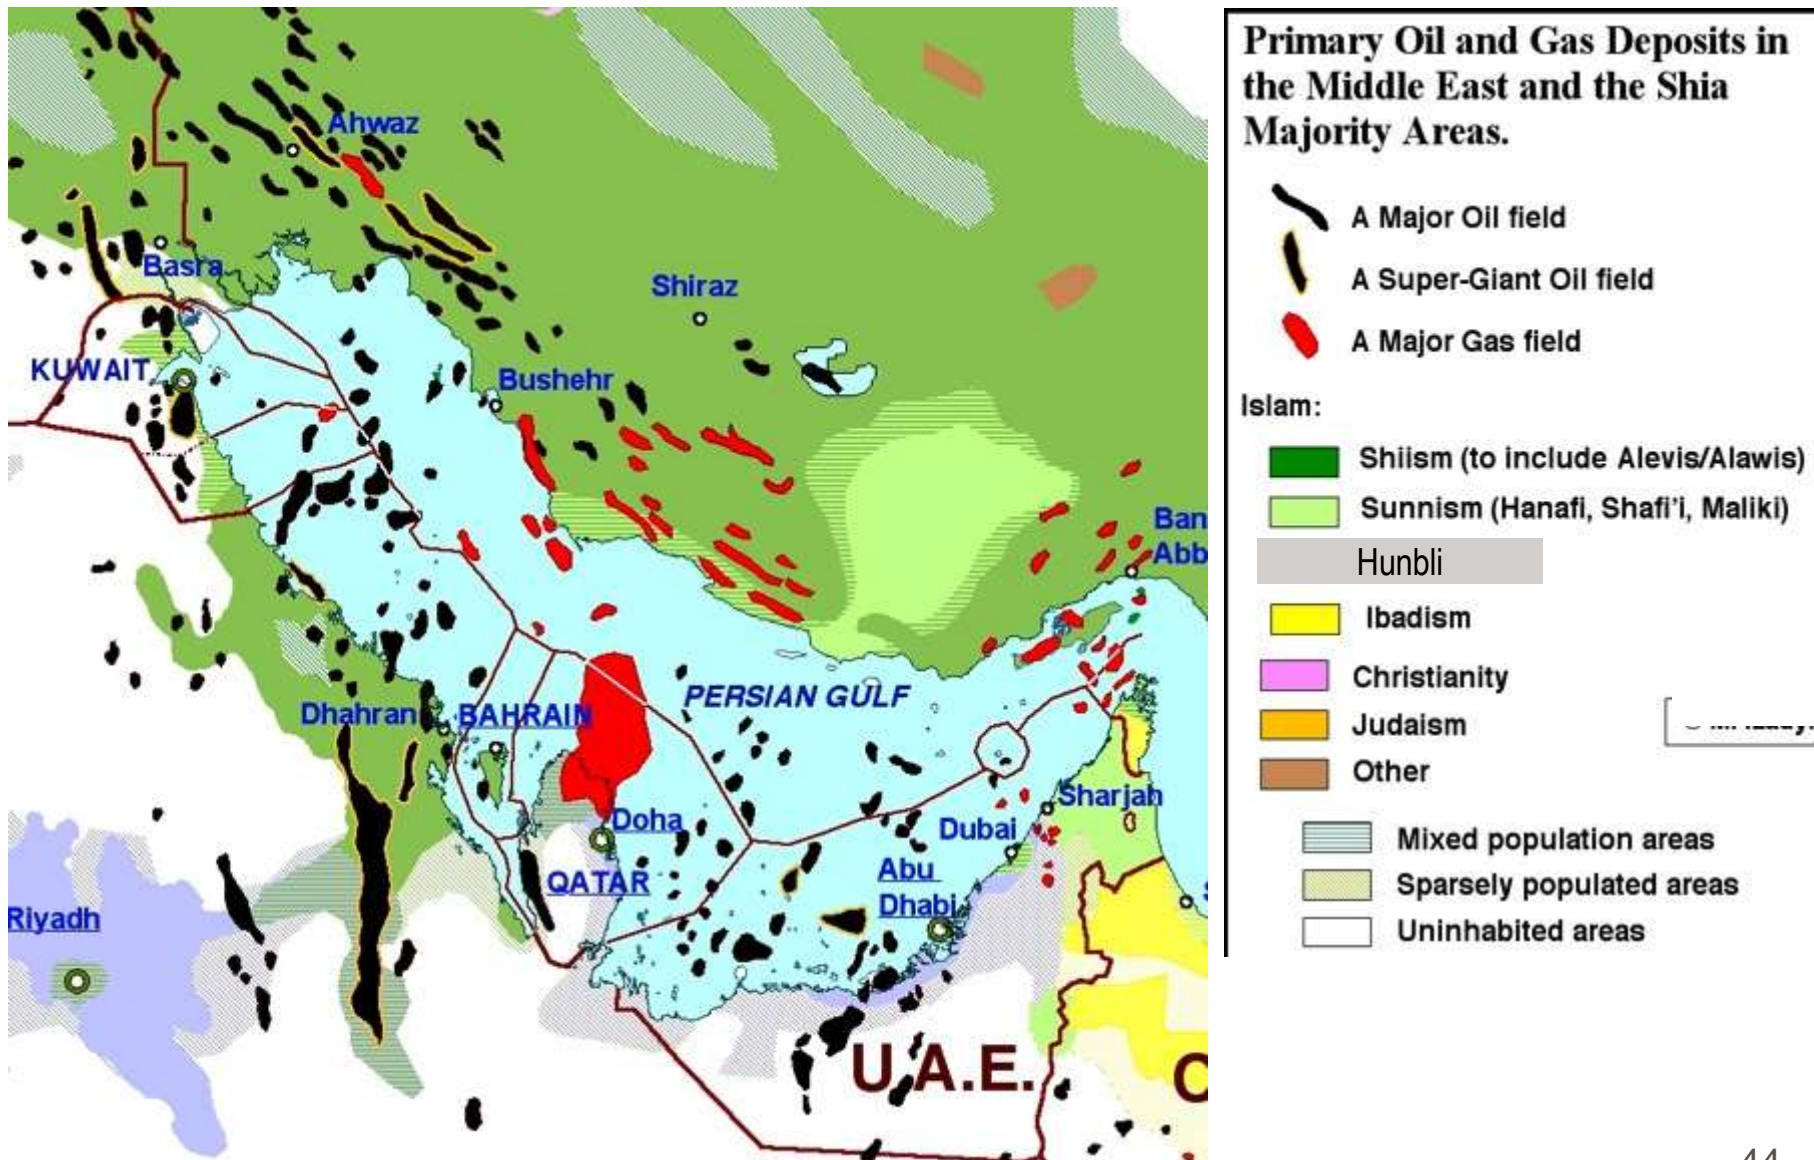 Ahwaz
Basra
Shiraz
KUWAIT
Bushehr
Ban
Abb
PERSIAN GULF
Dhahran
BAHRAIN
Doha
Sharjah
Dubai
QATAR
Abu
Dhabi
Riyadh
S
U.A.E.
Primary Oil and Gas Deposits in
the Middle East and the Shia
Majority Areas.
A Major Oil field
A Super-Giant Oil field
A Major Gas field
Islam:
Shiism (to include Alevis/Alawis)
Sunnism (Hanafi, Shafi'i, Maliki)
Hunbli
Ibadism
Christianity
Judaism
Other
Mixed population areas
Sparsely populated areas
Uninhabited areas